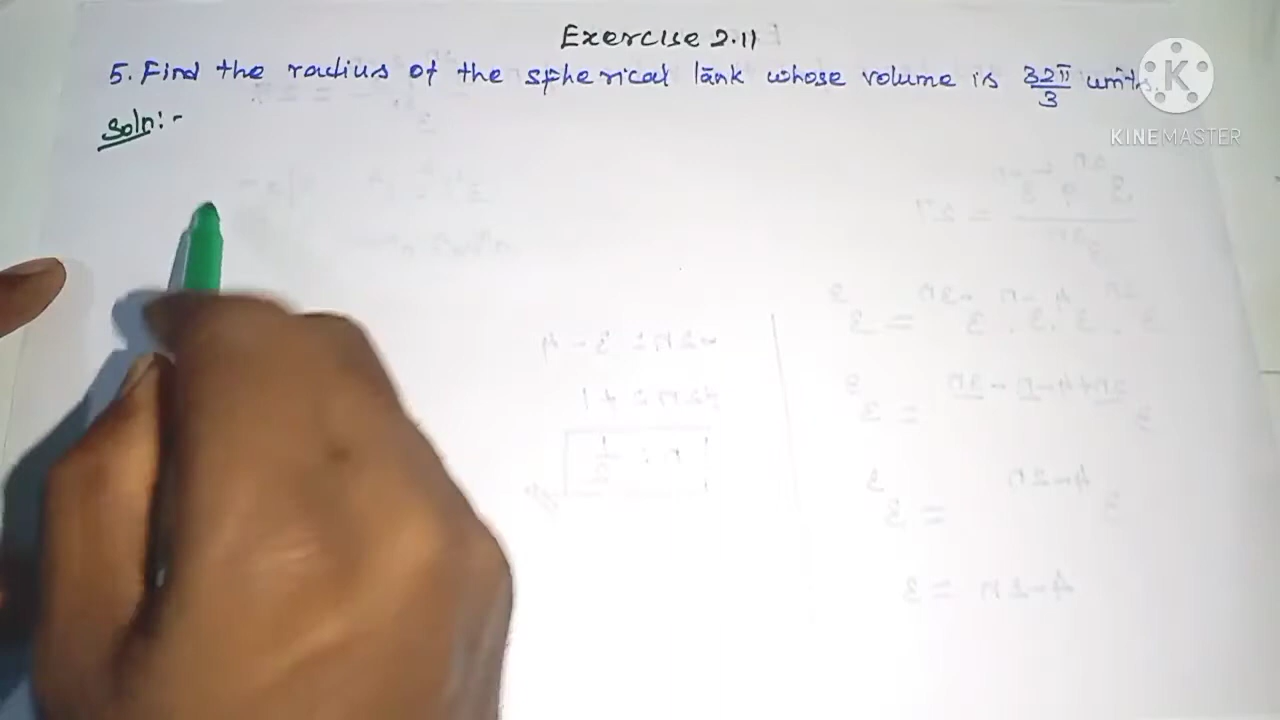 Exercise 2.11
5. Find the radius of the spherical tank whose volume is 32π/3 units.
Soln:-
KINEMASTER